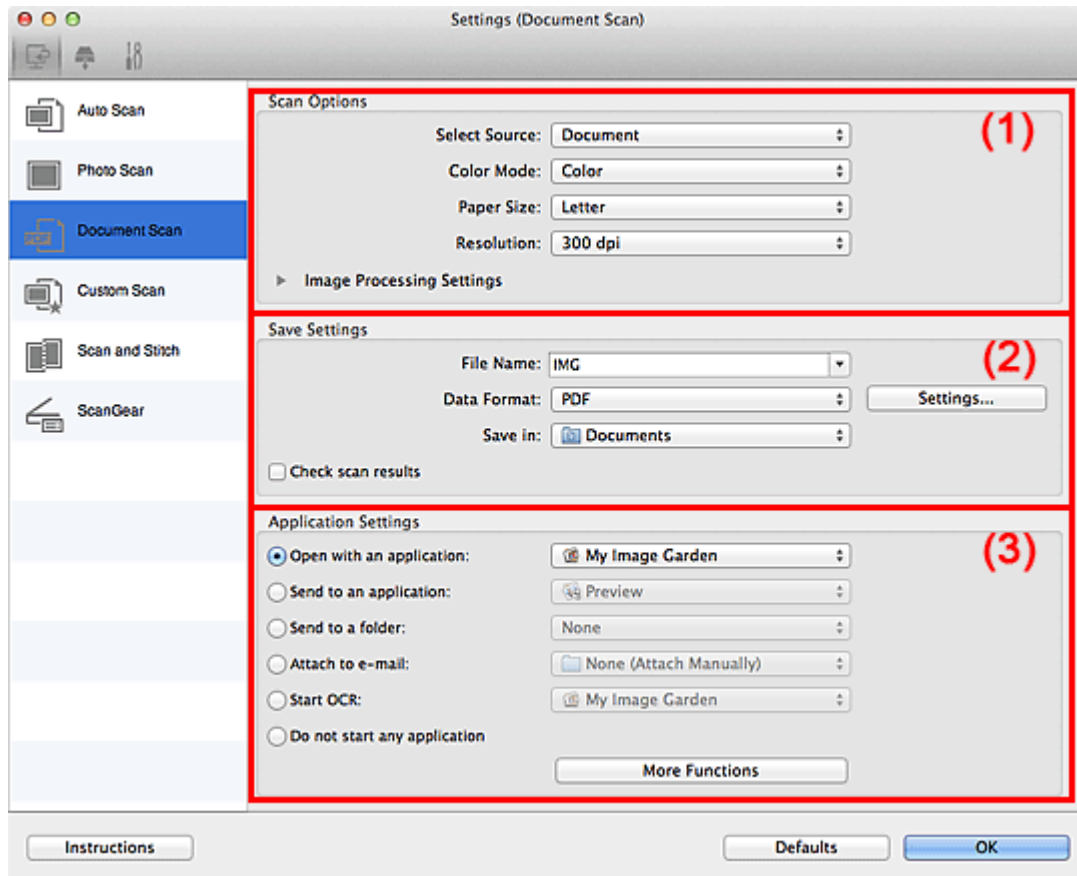 Settings (Document Scan)
Auto Scan
Photo Scan
PDF
Document Scan
Custom Scan
Scan and Stitch
ScanGear
Scan Options
(1)
Select Source: Document
Color Mode: Color
Paper Size: Letter
Resolution: 300 dpi
Image Processing Settings
Save Settings
(2)
File Name: IMG
Data Format: PDF Settings...
Save in: Documents
Check scan results
Application Settings
(3)
Open with an application: My Image Garden
Send to an application: Preview
Send to a folder: None
Attach to e-mail: None (Attach Manually)
Start OCR: My Image Garden
Do not start any application
More Functions
Instructions Defaults OK